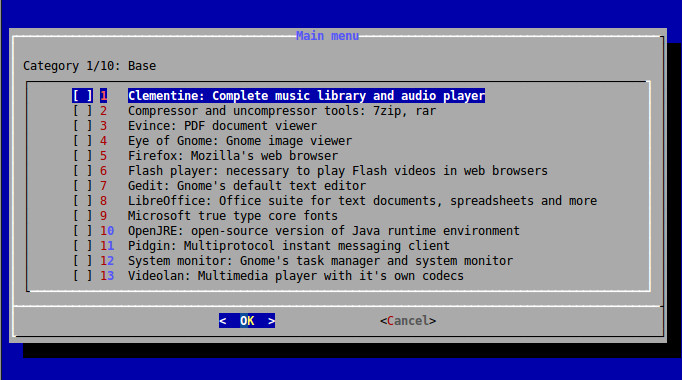 Main menu
Category 1/10: Base
[ ] 1 Clementine: Complete music library and audio player
[ ] 2 Compressor and uncompressor tools: 7zip, rar
[ ] 3 Evince: PDF document viewer
[ ] 4 Eye of Gnome: Gnome image viewer
[ ] 5 Firefox: Mozilla's web browser
[ ] 6 Flash player: necessary to play Flash videos in web browsers
[ ] 7 Gedit: Gnome's default text editor
[ ] 8 LibreOffice: Office suite for text documents, spreadsheets and more
[ ] 9 Microsoft true type core fonts
[ ] 10 OpenJRE: open-source version of Java runtime environment
[ ] 11 Pidgin: Multiprotocol instant messaging client
[ ] 12 System monitor: Gnome's task manager and system monitor
[ ] 13 Videolan: Multimedia player with it's own codecs
< OK > <Cancel>